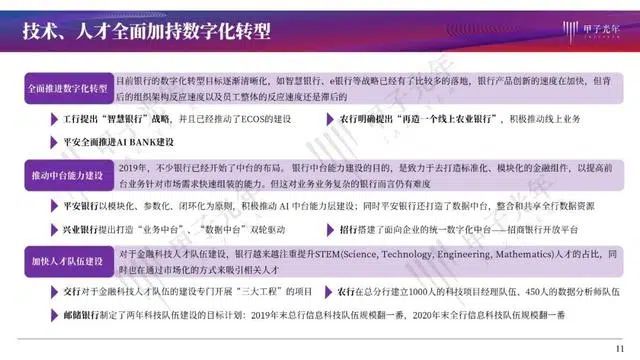 技术、人才全面加持数字化转型
甲子光年
全面推进数字化转型
目前银行的数字化转型目标逐渐清晰化，如智慧银行、e银行等战略已经有了比较多的落地，银行产品创新的速度在加快，但背
后的组织架构反应速度以及员工整体的反应速度还是滞后的
工行提出“智慧银行”战略，并且已经推动了ECOS的建设
农行明确提出“再造一个线上农业银行”，积极推动线上业务
平安全面推进AI BANK建设
推动中台能力建设
2019年，不少银行已经开始了中台的布局。 银行中台能力建设的目的，是致力于去打造标准化、模块化的金融组件，以提高前
台业务针对市场需求快速组装的能力。但这对业务业务复杂的银行而言仍有难度
平安银行以模块化、参数化、闭环化为原则，积极推动 AI 中台能力层建设；同时平安银行还打造了数据中台，整合和共享全行数据资源
兴业银行提出打造“业务中台”、“数据中台”双轮驱动
招行搭建了面向企业的统一数字化中台——招商银行开放平台
加快人才队伍建设
对于金融科技人才队伍建设，银行越来越注重提升STEM(Science, Technology, Engineering, Mathematics)人才的占比，同
时也在通过市场化的方式来吸引相关人才
交行对于金融科技人才队伍的建设专门开展“三大工程”的项目
农行在总分行建立1000人的科技项目经理队伍、450人的数据分析师队伍
邮储银行制定了两年科技队伍建设的目标计划：2019年末总行信息科技队伍规模翻一番，2020年末全行信息科技队伍规模翻一番
甲子光年
甲子光年
甲子光年
11